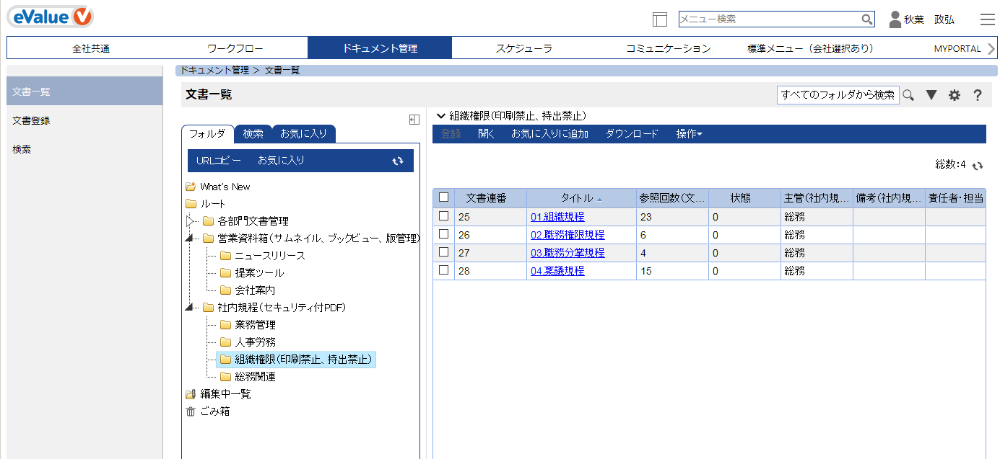 eValue V
メニュー検索
秋葉 政弘
全社共通 ワークフロー ドキュメント管理 スケジューラ コミュニケーション 標準メニュー（会社選択あり） MYPORTAL
文書一覧
文書登録
検索
ドキュメント管理 ＞ 文書一覧
文書一覧
すべてのフォルダから検索
?
フォルダ 検索 お気に入り
URLコピー お気に入り
What's New
ルート
各部門文書管理
営業資料箱（サムネイル、ブックビュー、版管理）
ニュースリリース
提案ツール
会社案内
社内規程（セキュリティ付PDF）
業務管理
人事労務
組織権限（印刷禁止、持出禁止）
総務関連
編集中一覧
ごみ箱
組織権限（印刷禁止、持出禁止）
登録 開く お気に入りに追加 ダウンロード 操作
総数：4
文書連番 タイトル 参照回数（文... 状態 主管（社内規... 備考（社内規... 責任者・担当
25 01.組織規程 23 0 総務
26 02.職務権限規程 6 0 総務
27 03.職務分掌規程 4 0 総務
28 04.稟議規程 15 0 総務